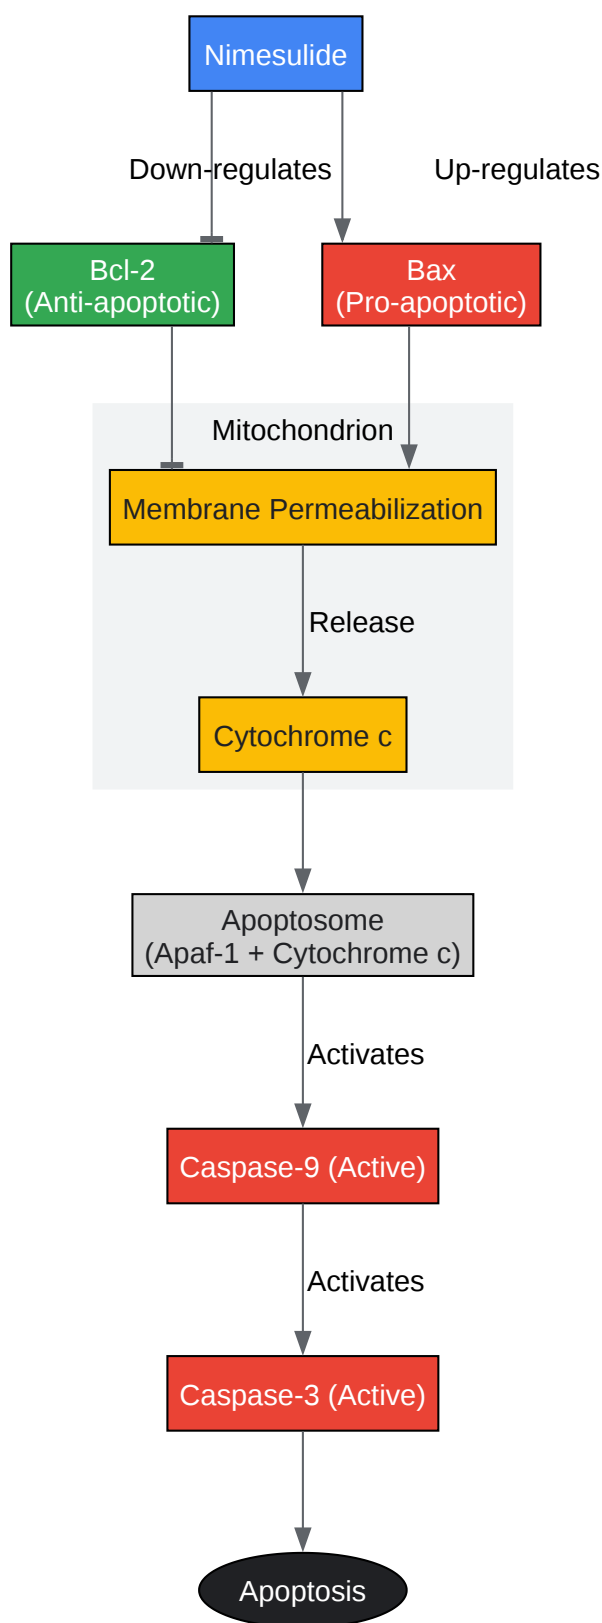 Nimesulide
Down-regulates
Up-regulates
Bcl-2
(Anti-apoptotic)
Bax
(Pro-apoptotic)
Mitochondrion
Membrane Permeabilization
Release
Cytochrome c
Apoptosome
(Apaf-1 + Cytochrome c)
Activates
Caspase-9 (Active)
Activates
Caspase-3 (Active)
Apoptosis